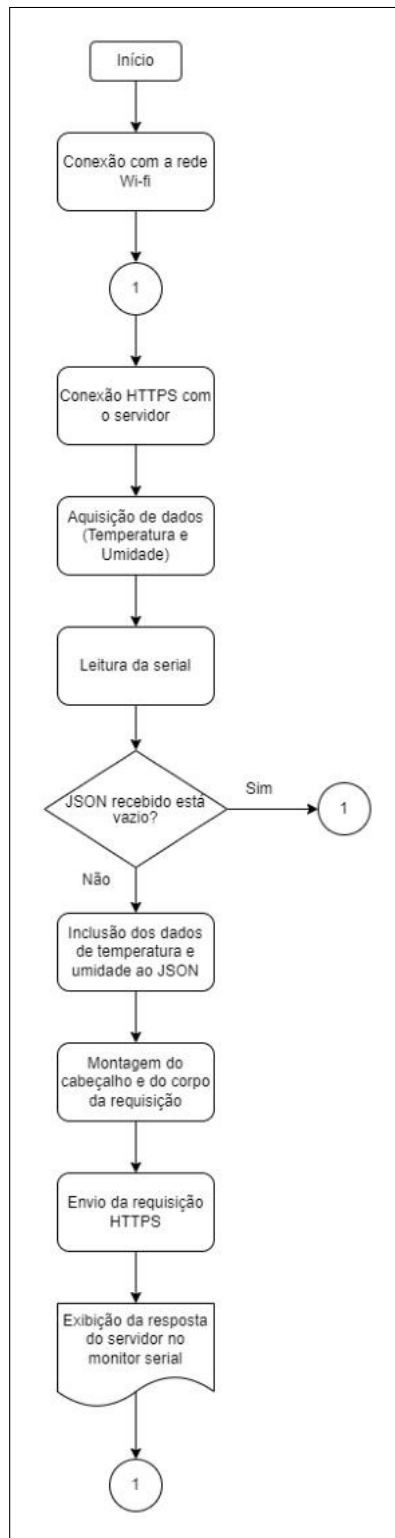 Início
Conexão com a rede
Wi-fi
1
Conexão HTTPS com
o servidor
Aquisição de dados
(Temperatura e
Umidade)
Leitura da serial
JSON recebido está
vazio?
Sim
1
Não
Inclusão dos dados
de temperatura e
umidade ao JSON
Montagem do
cabeçalho e do corpo
da requisição
Envio da requisição
HTTPS
Exibição da resposta
do servidor no
monitor serial
1